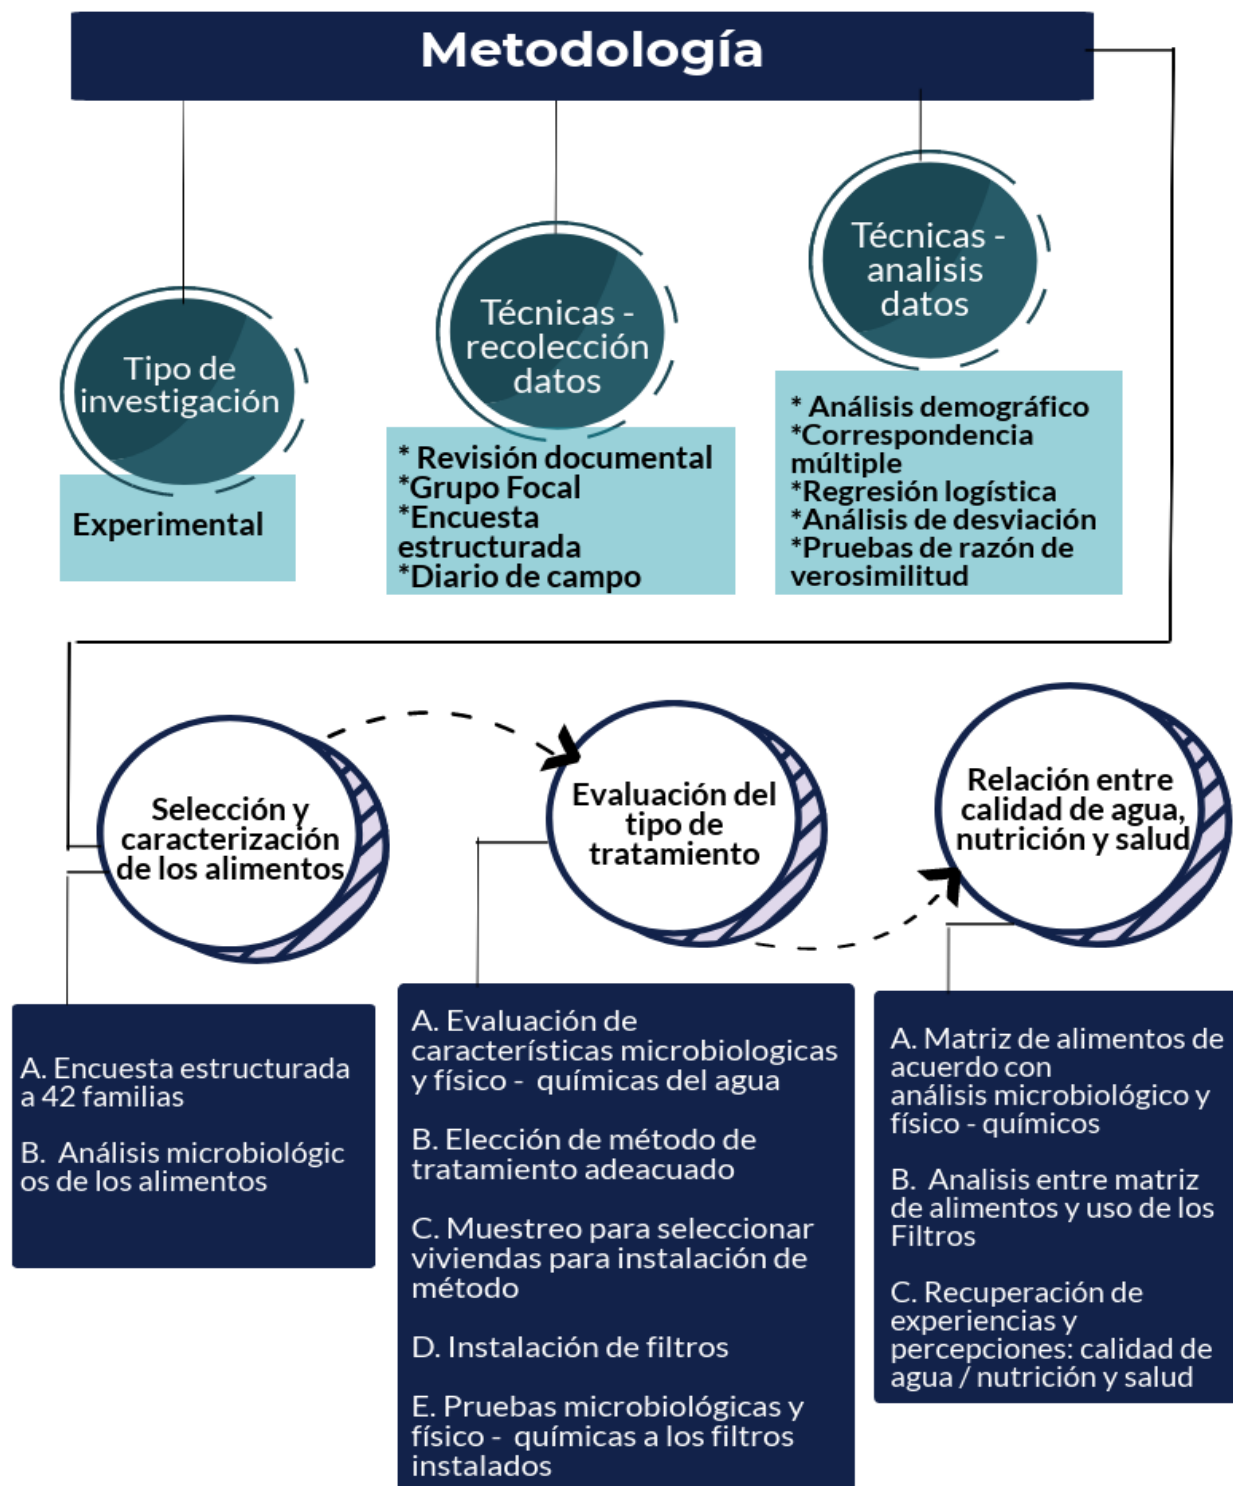 Metodología
Tipo de
investigación
Experimental
Técnicas -
recolección
datos
* Revisión documental
*Grupo Focal
*Encuesta
estructurada
*Diario de campo
Técnicas -
analisis
datos
* Análisis demográfico
*Correspondencia
múltiple
*Regresión logística
*Análisis de desviación
*Pruebas de razón de
verosimilitud
Selección y
caracterización
de los alimentos
A. Encuesta estructurada
a 42 familias
B. Análisis microbiológic
os de los alimentos
Evaluación del
tipo de
tratamiento
A. Evaluación de
características microbiologicas
y físico - químicas del agua
B. Elección de método de
tratamiento adeacuado
C. Muestreo para seleccionar
viviendas para instalación de
método
D. Instalación de filtros
E. Pruebas microbiológicas y
físico - químicas a los filtros
instalados
Relación entre
calidad de agua,
nutrición y salud
A. Matriz de alimentos de
acuerdo con
análisis microbiológico y
físico - químicos
B. Analisis entre matriz
de alimentos y uso de los
Filtros
C. Recuperación de
experiencias y
percepciones: calidad de
agua / nutrición y salud